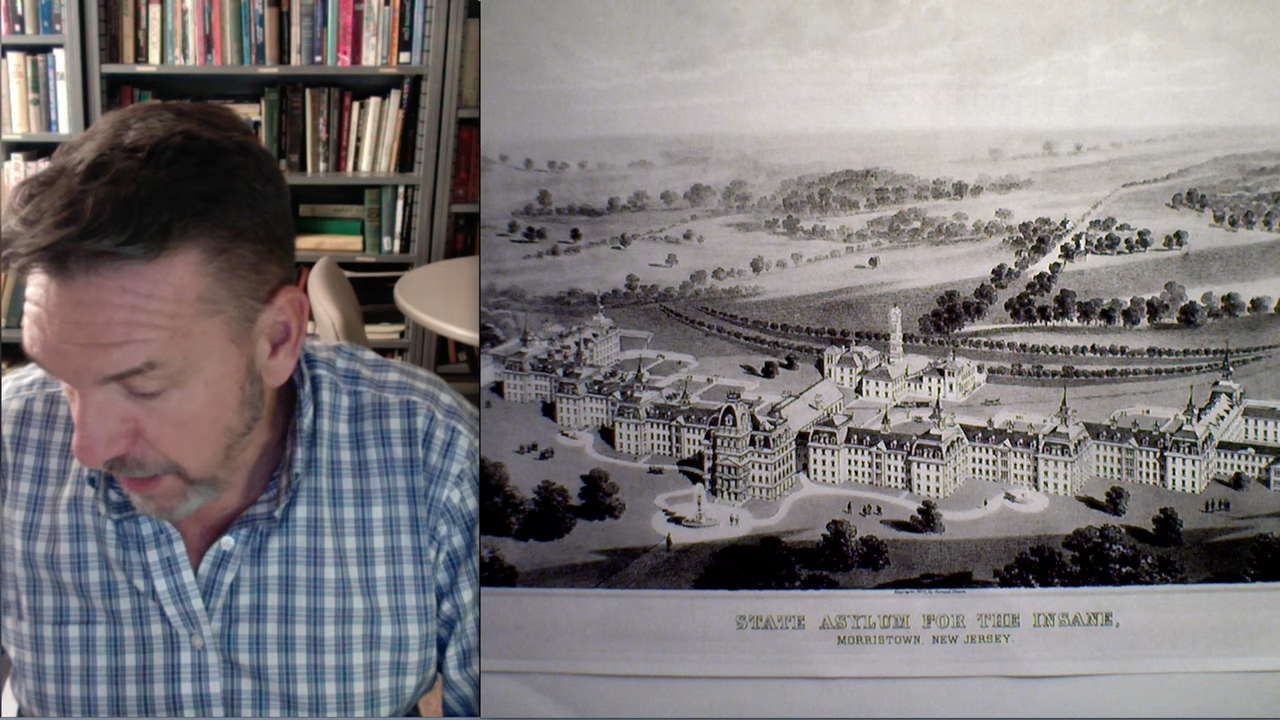 STATE ASYLUM FOR THE INSANE,
MORRISTOWN, NEW JERSEY.